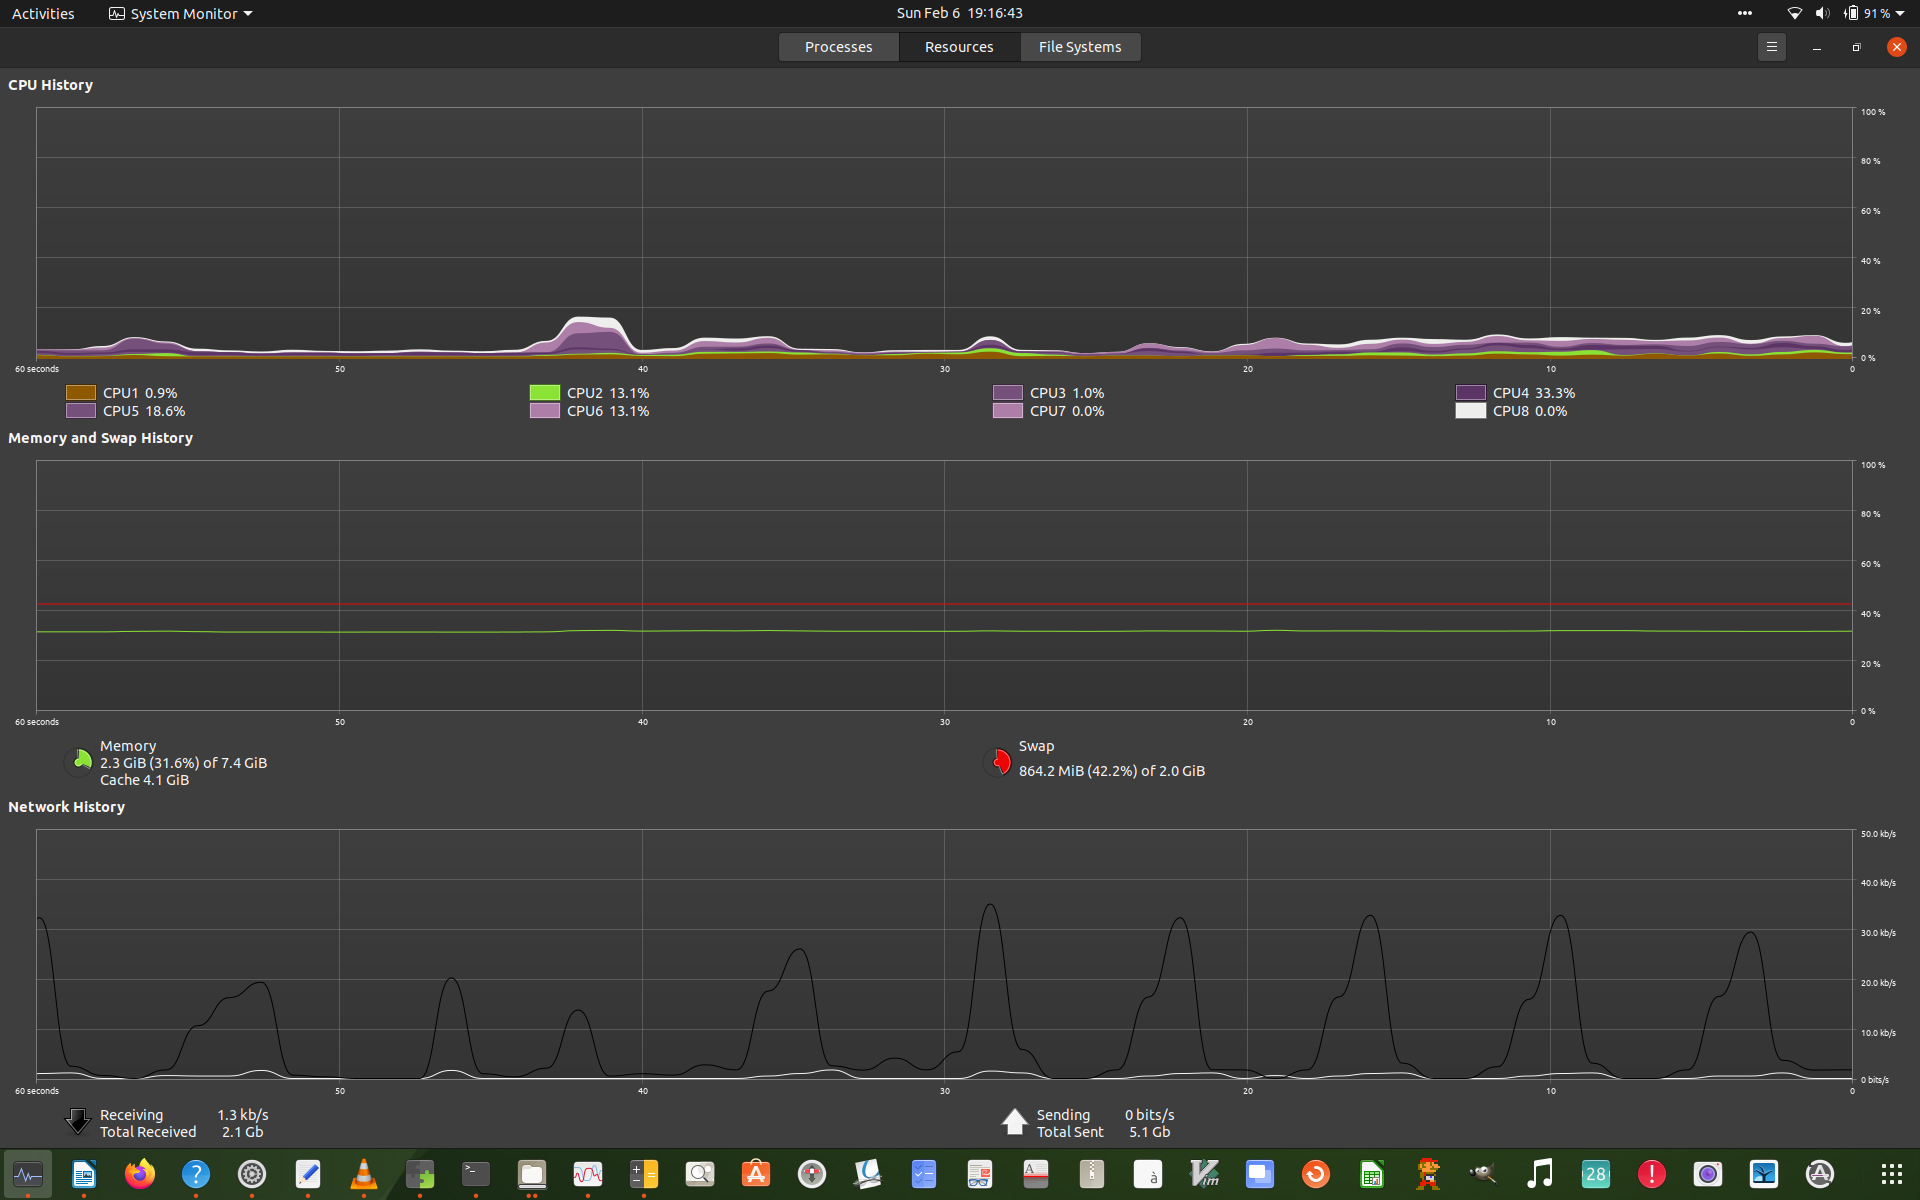 Activities System Monitor Sun Feb 6 19:16:43 91 %
Processes Resources File Systems
CPU History
100 %
80 %
60 %
40 %
20 %
0 %
60 seconds 50 40 30 20 10 0
CPU1 0.9% CPU2 13.1% CPU3 1.0% CPU4 33.3%
CPU5 18.6% CPU6 13.1% CPU7 0.0% CPU8 0.0%
Memory and Swap History
100 %
80 %
60 %
40 %
20 %
0 %
60 seconds 50 40 30 20 10 0
Memory
2.3 GiB (31.6%) of 7.4 GiB
Cache 4.1 GiB
Swap
864.2 MiB (42.2%) of 2.0 GiB
Network History
50.0 kb/s
40.0 kb/s
30.0 kb/s
20.0 kb/s
10.0 kb/s
0 bits/s
60 seconds 50 40 30 20 10 0
Receiving 1.3 kb/s
Total Received 2.1 Gb
Sending 0 bits/s
Total Sent 5.1 Gb
? >_ A à Vim 28 !